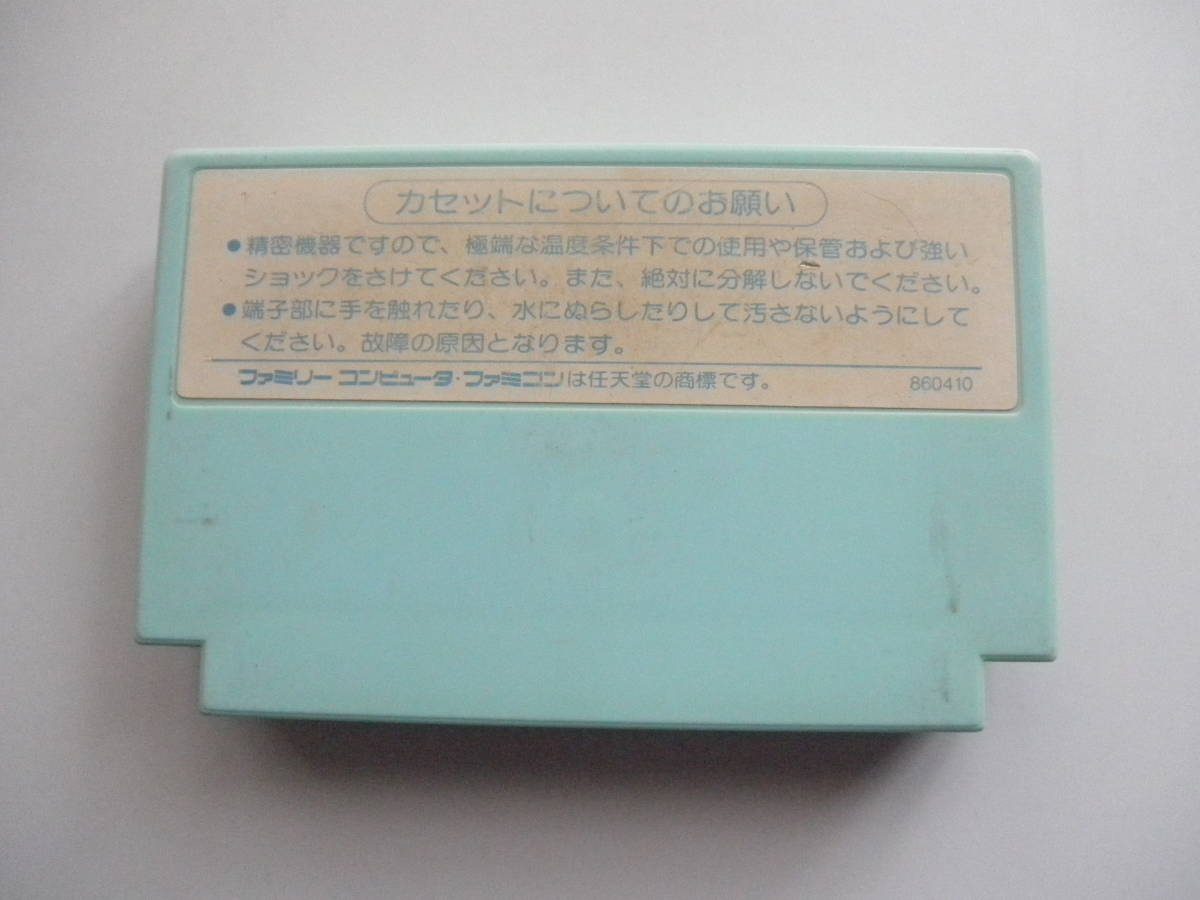 カセットについてのお願い
●精密機器ですので、極端な温度条件下での使用や保管および強い
ショックをさけてください。また、絶対に分解しないでください。
●端子部に手を触れたり、水にぬらしたりして汚さないようにして
ください。故障の原因となります。
ファミリーコンピュータ・ファミコンは任天堂の商標です。 860410